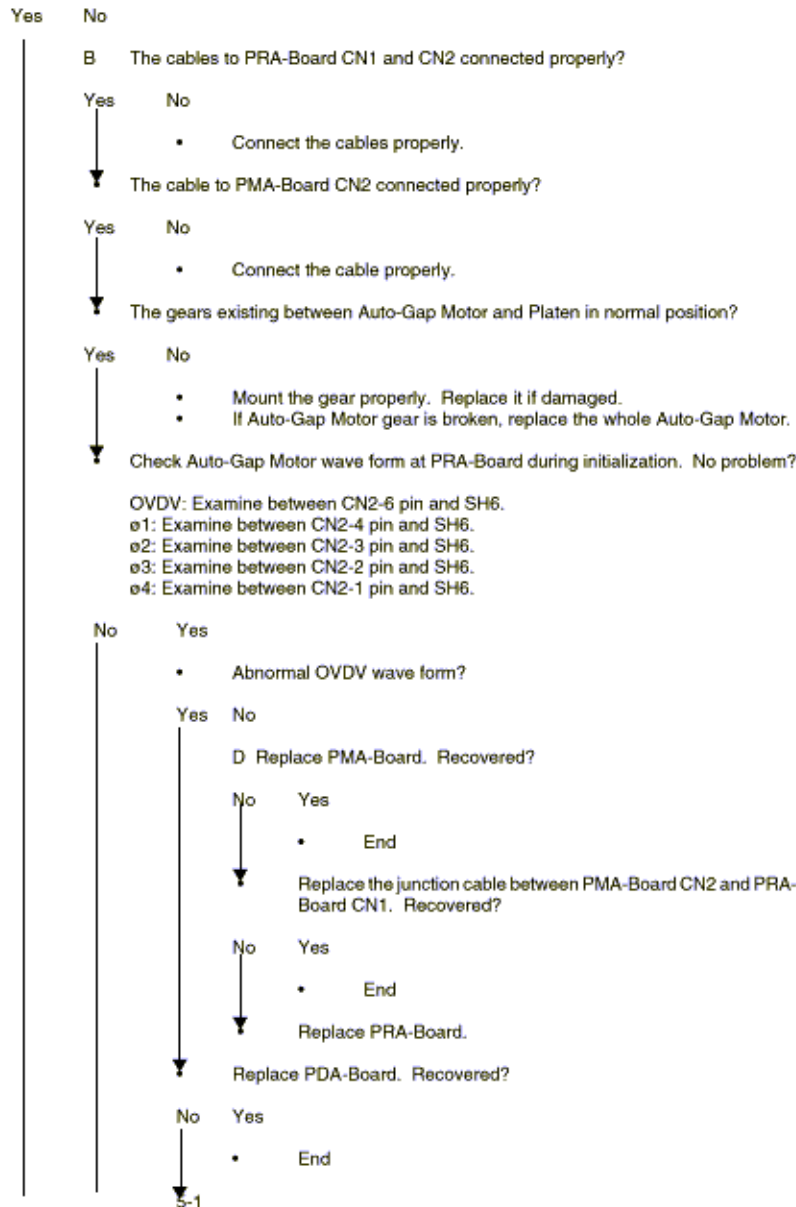 Yes No
B The cables to PRA-Board CN1 and CN2 connected properly?
Yes No
• Connect the cables properly.
• The cable to PMA-Board CN2 connected properly?
Yes No
• Connect the cable properly.
• The gears existing between Auto-Gap Motor and Platen in normal position?
Yes No
• Mount the gear properly. Replace it if damaged.
• If Auto-Gap Motor gear is broken, replace the whole Auto-Gap Motor.
• Check Auto-Gap Motor wave form at PRA-Board during initialization. No problem?
OVDV: Examine between CN2-6 pin and SH6.
ø1: Examine between CN2-4 pin and SH6.
ø2: Examine between CN2-3 pin and SH6.
ø3: Examine between CN2-2 pin and SH6.
ø4: Examine between CN2-1 pin and SH6.
No Yes
• Abnormal OVDV wave form?
Yes No
D Replace PMA-Board. Recovered?
No Yes
• End
• Replace the junction cable between PMA-Board CN2 and PRA-
Board CN1. Recovered?
No Yes
• End
• Replace PRA-Board.
• Replace PDA-Board. Recovered?
No Yes
• End
5-1